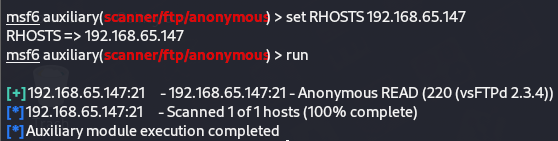 msf6 auxiliary(scanner/ftp/anonymous) > set RHOSTS 192.168.65.147
RHOSTS => 192.168.65.147
msf6 auxiliary(scanner/ftp/anonymous) > run
[+] 192.168.65.147:21 - 192.168.65.147:21 - Anonymous READ (220 (vsFTPd 2.3.4))
[*] 192.168.65.147:21 - Scanned 1 of 1 hosts (100% complete)
[*] Auxiliary module execution completed